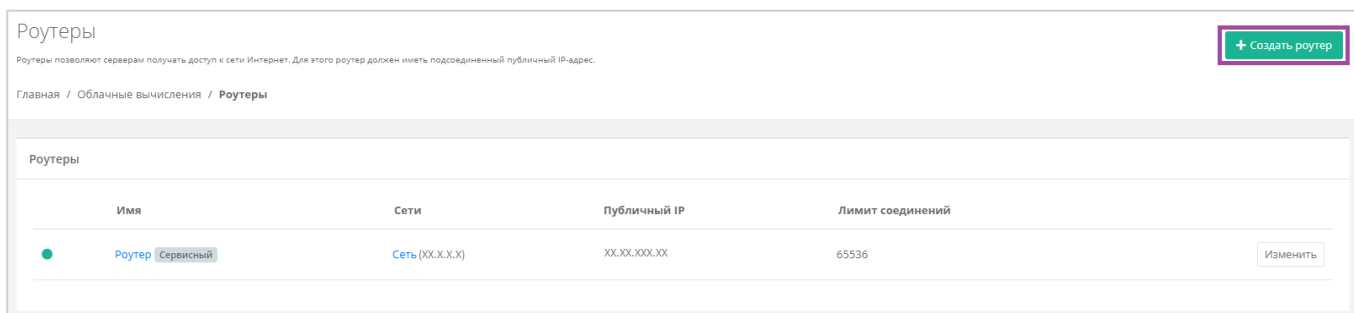 Роутеры
+ Создать роутер
Роутеры позволяют серверам получать доступ к сети Интернет. Для этого роутер должен иметь подсоединенный публичный IP-адрес.
Главная / Облачные вычисления / Роутеры
Роутеры
Имя Сети Публичный IP Лимит соединений
Роутер Сервисный Сеть (XX.X.X.X) XX.XX.XXX.XX 65536 Изменить